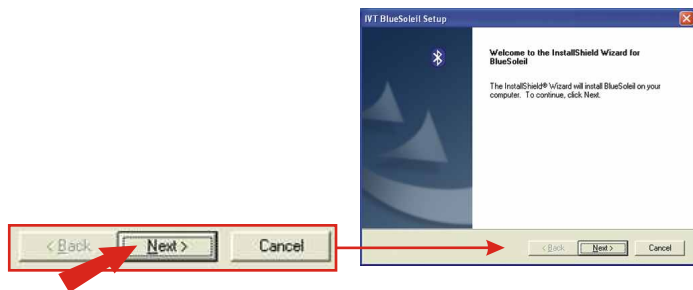 IVT BlueSoleil Setup
Welcome to the InstallShield Wizard for
BlueSoleil
The InstallShield® Wizard will install BlueSoleil on your
computer. To continue, click Next.
< Back Next > Cancel
< Back Next > Cancel